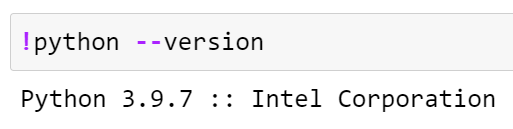 !python --version
Python 3.9.7 :: Intel Corporation